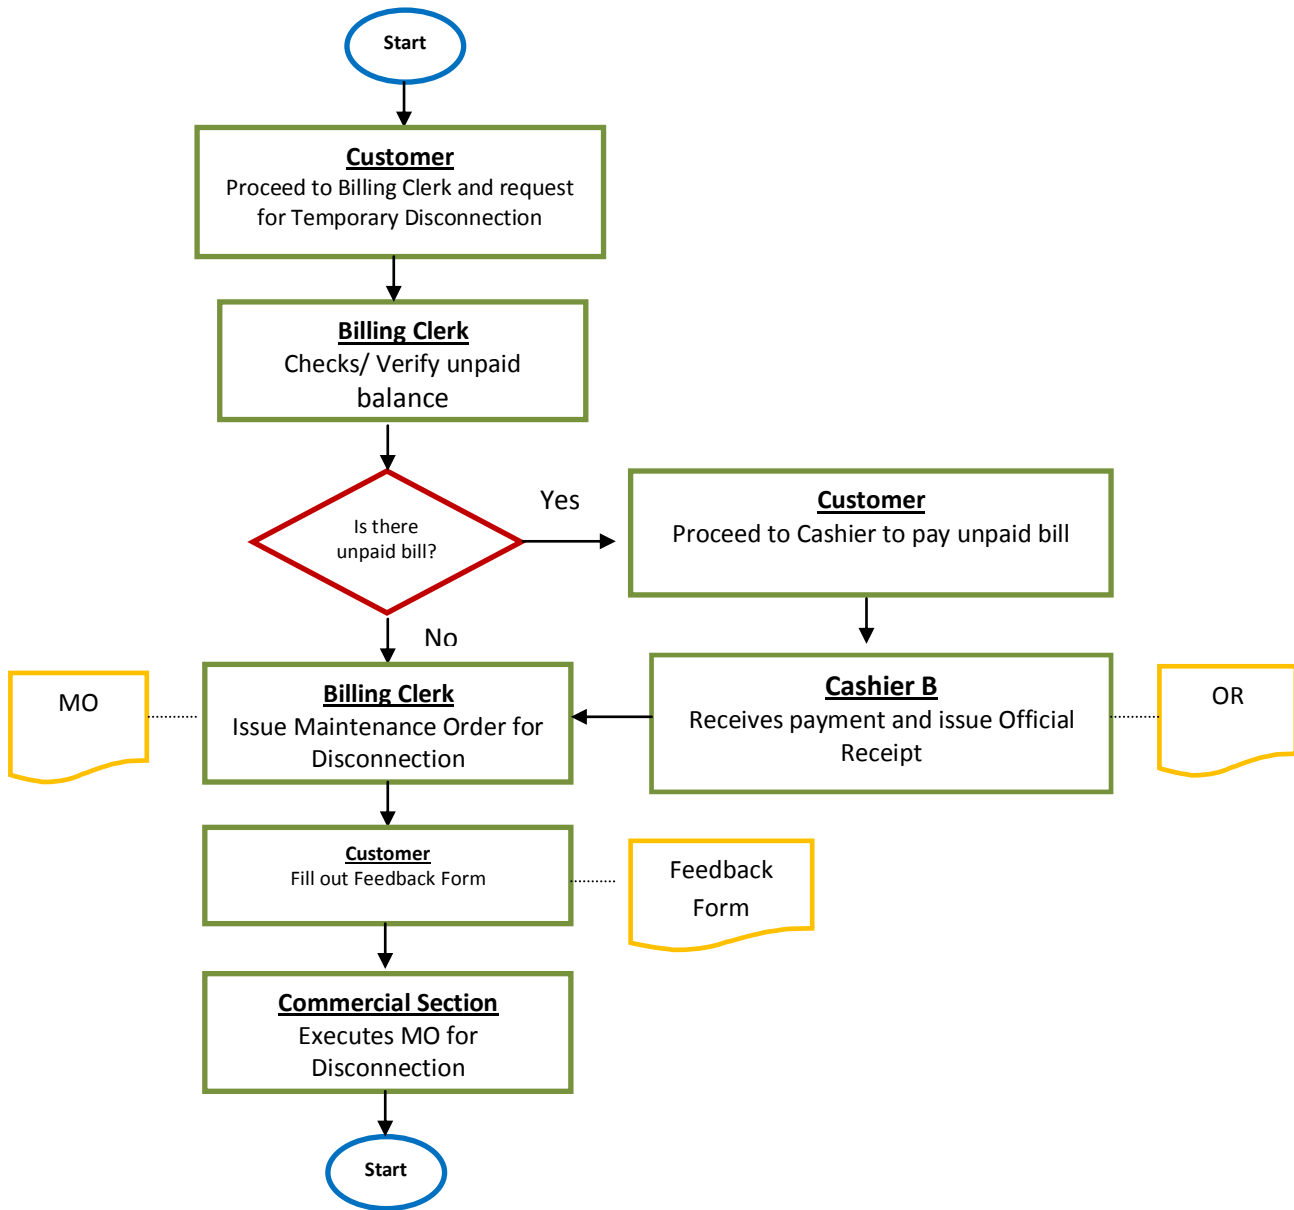 Start
Customer
Proceed to Billing Clerk and request
for Temporary Disconnection
Billing Clerk
Checks/ Verify unpaid
balance
Is there
unpaid bill?
Yes
Customer
Proceed to Cashier to pay unpaid bill
No
MO
Billing Clerk
Issue Maintenance Order for
Disconnection
Cashier B
Receives payment and issue Official
Receipt
OR
Customer
Fill out Feedback Form
Feedback
Form
Commercial Section
Executes MO for
Disconnection
Start